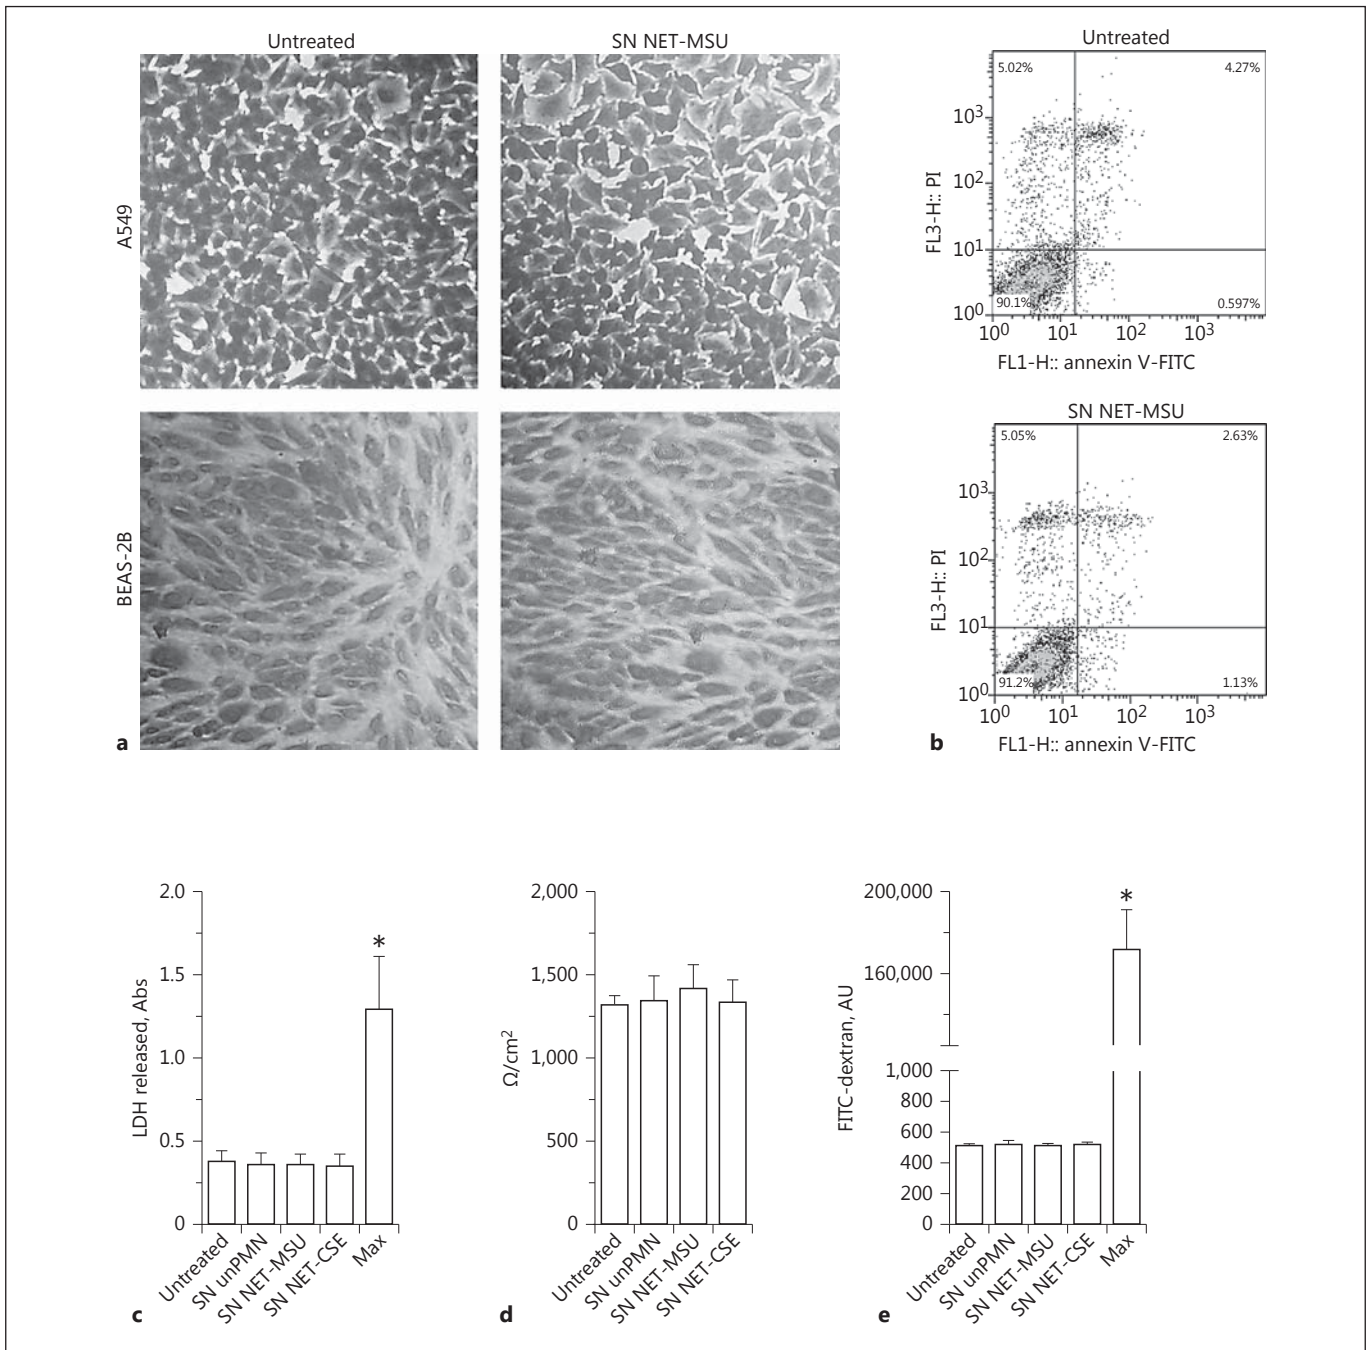 Untreated
SN NET-MSU
A549
BEAS-2B
a
Untreated
5.02%
4.27%
10³
10²
10¹
10⁰
90.1%
0.597%
10⁰ 10¹ 10² 10³
FL3-H:: PI
FL1-H:: annexin V-FITC
SN NET-MSU
5.05%
2.63%
10³
10²
10¹
10⁰
91.2%
1.13%
10⁰ 10¹ 10² 10³
FL3-H:: PI
FL1-H:: annexin V-FITC
b
2.0
1.5
1.0
0.5
0
LDH released, Abs
*
Untreated
SN unPMN
SN NET-MSU
SN NET-CSE
Max
c
2,000
1,500
1,000
500
0
Ω/cm²
Untreated
SN unPMN
SN NET-MSU
SN NET-CSE
d
200,000
160,000
1,000
800
600
400
200
0
FITC-dextran, AU
*
Untreated
SN unPMN
SN NET-MSU
SN NET-CSE
Max
e